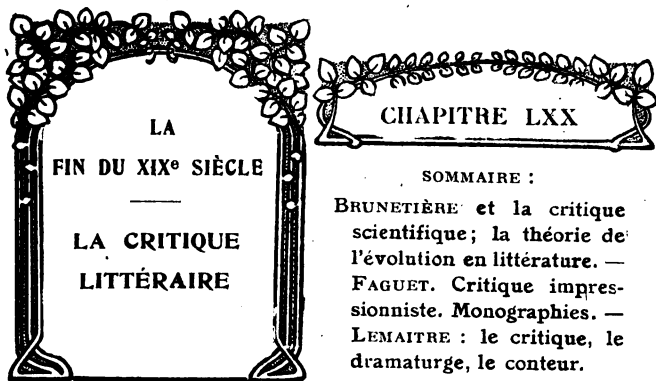 LA
FIN DU XIXe SIÈCLE
LA CRITIQUE
LITTÉRAIRE
CHAPITRE LXX
SOMMAIRE :
BRUNETIÈRE et la critique
scientifique; la théorie de
l'évolution en littérature. —
FAGUET. Critique impres-
sionniste. Monographies. —
LEMAITRE : le critique, le
dramaturge, le conteur.